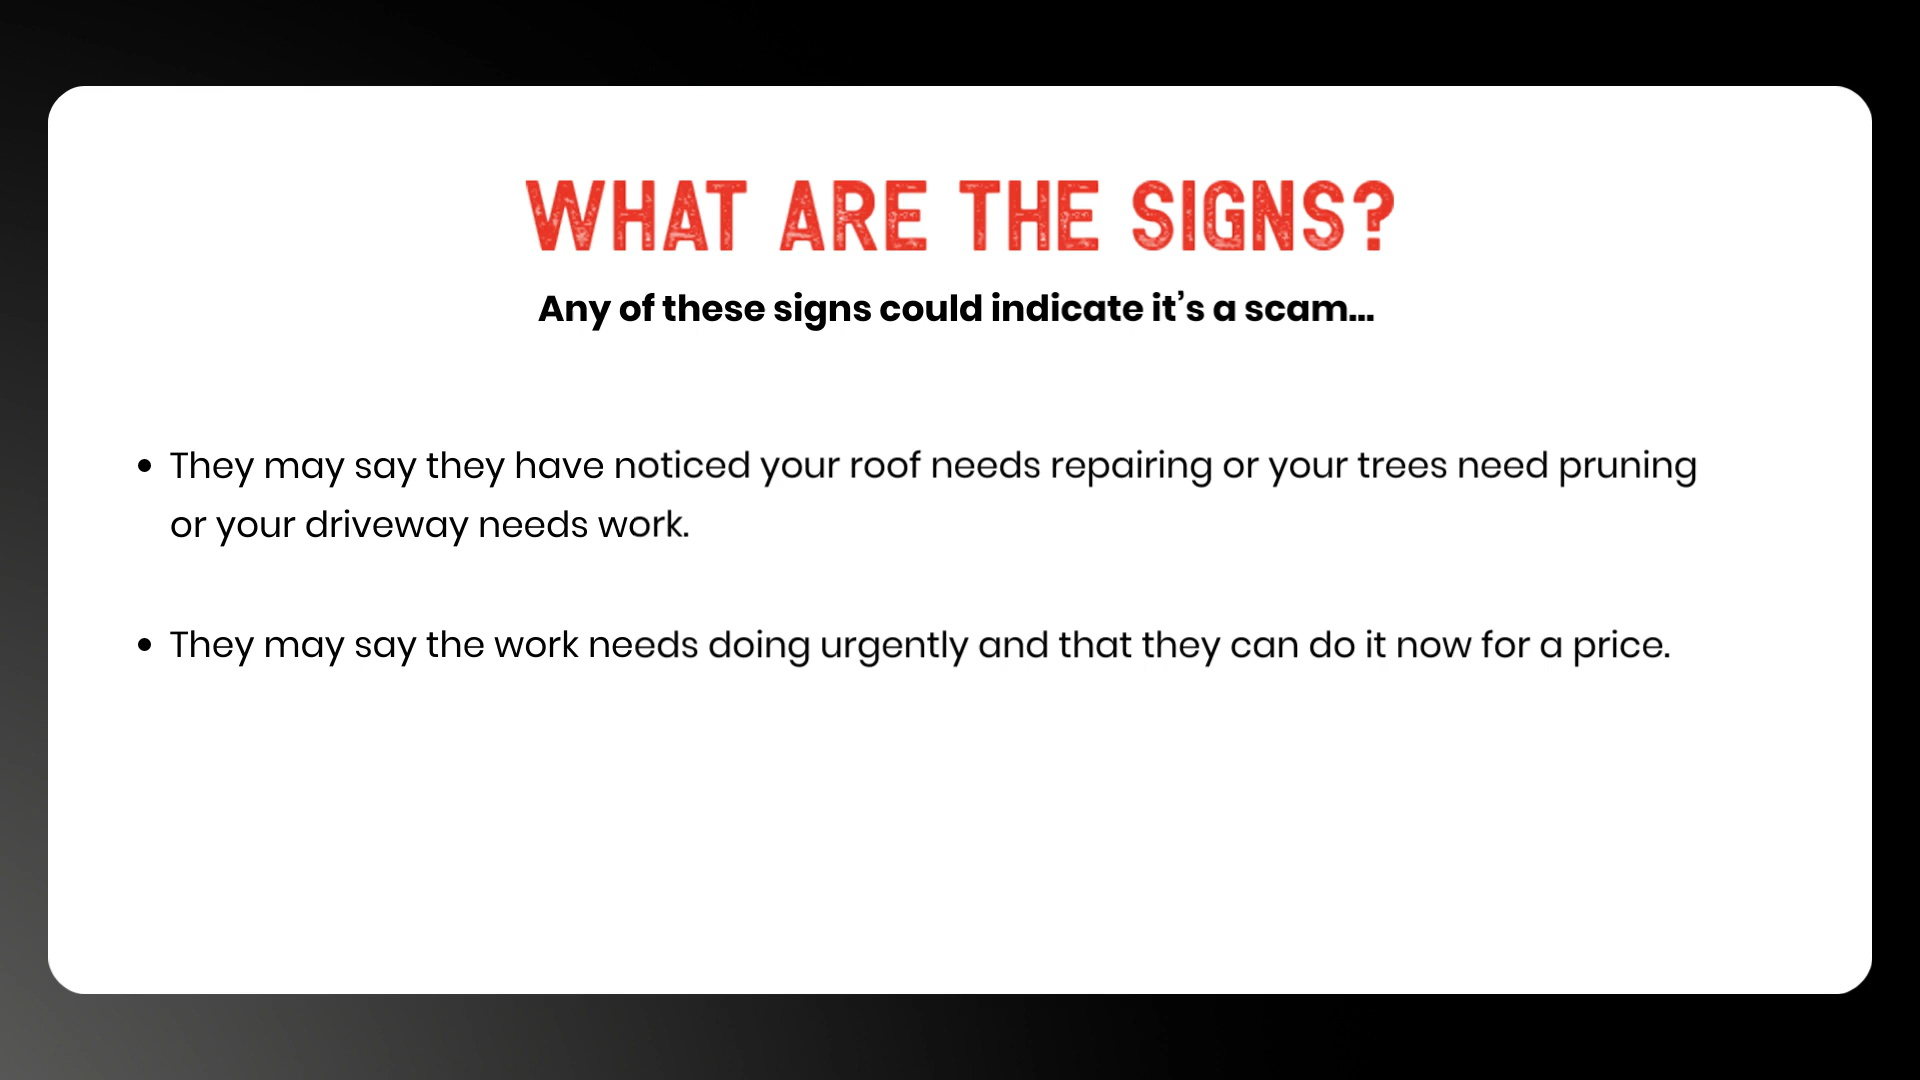 WHAT ARE THE SIGNS?
Any of these signs could indicate it’s a scam...
• They may say they have noticed your roof needs repairing or your trees need pruning
or your driveway needs work.
• They may say the work needs doing urgently and that they can do it now for a price.